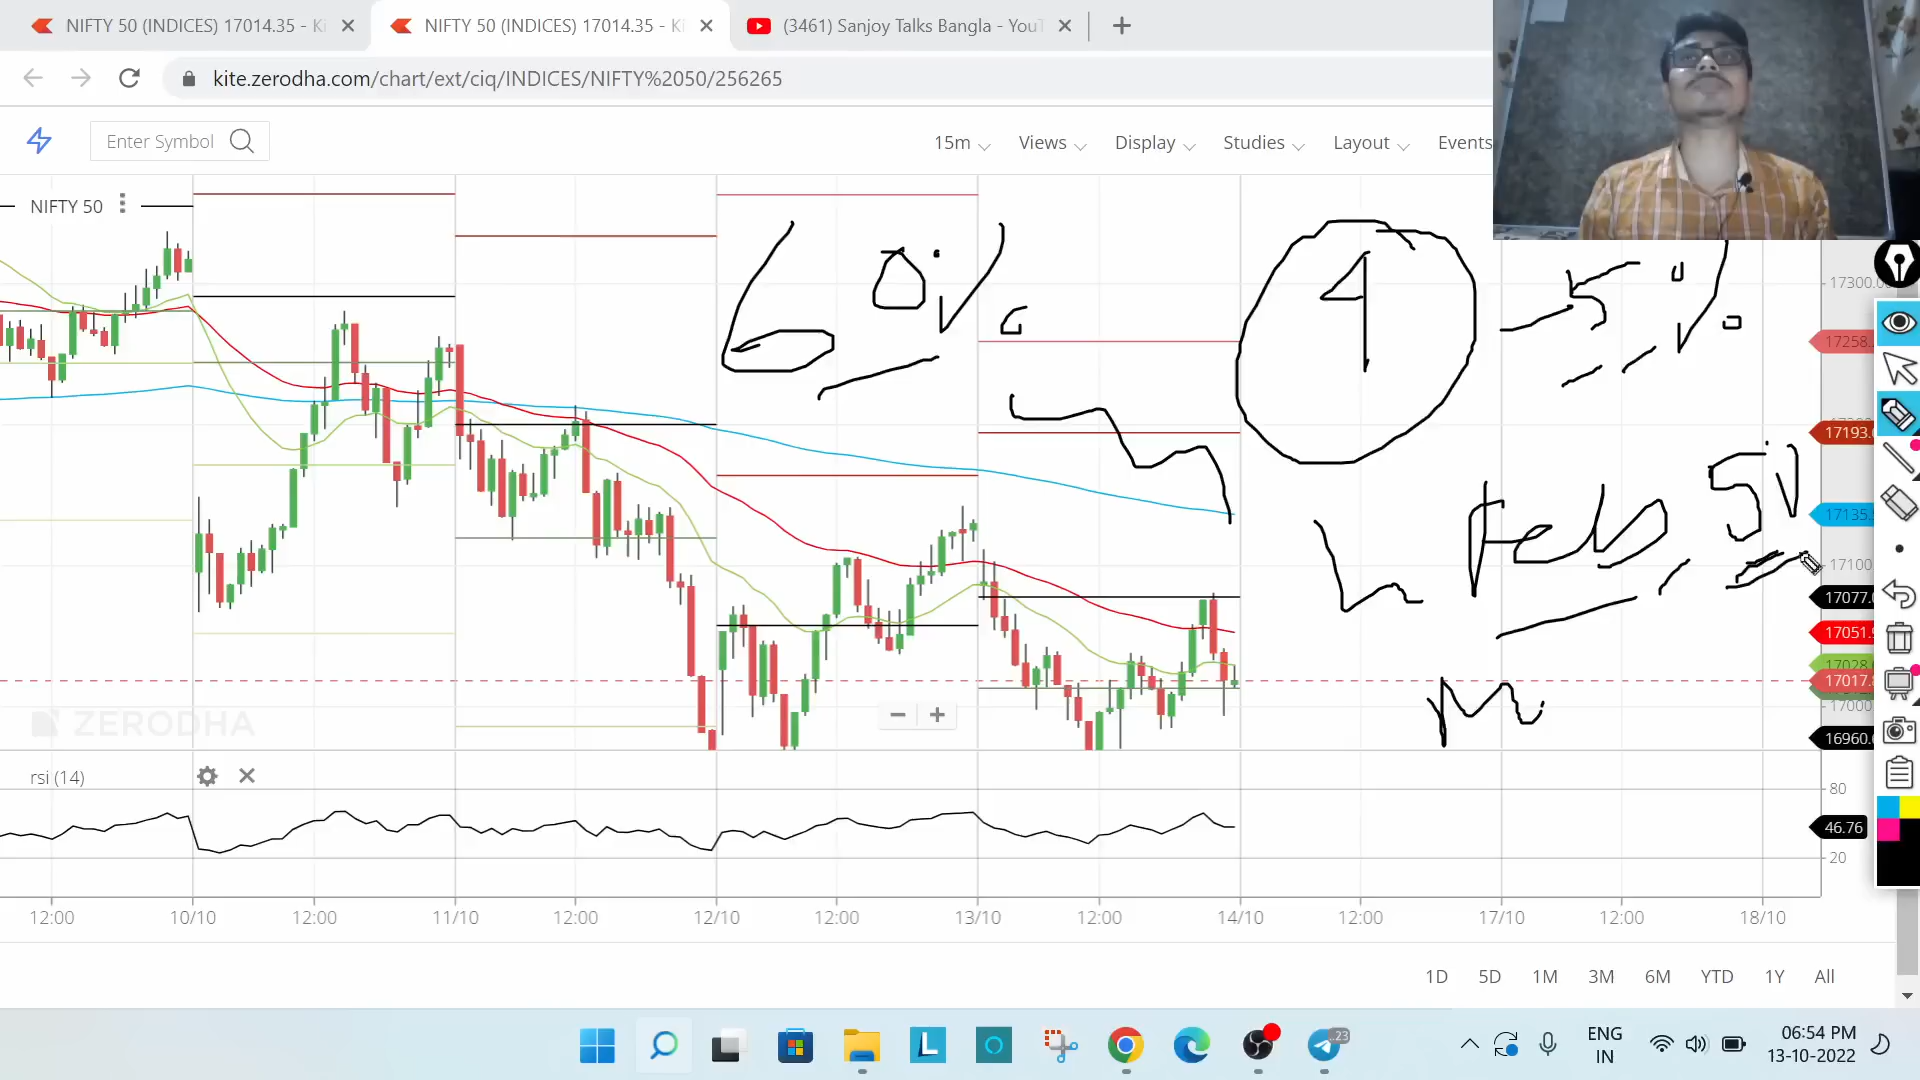 NIFTY 50 (INDICES) 17014.35 - Ki
NIFTY 50 (INDICES) 17014.35 - Ki
(3461) Sanjoy Talks Bangla - YouT
kite.zerodha.com/chart/ext/ciq/INDICES/NIFTY%2050/256265
Enter Symbol
15m
Views
Display
Studies
Layout
Events
NIFTY 50
60%
1
5%
Feb,
50
17300.0
17258.
17193.
17135.
17100
17077.
17051.
17028.
17017.
17000
16960.
ZERODHA
rsi (14)
80
46.76
20
12:00
10/10
12:00
11/10
12:00
12/10
12:00
13/10
12:00
14/10
12:00
17/10
12:00
18/10
1D 5D 1M 3M 6M YTD 1Y All
23
ENG
IN
06:54 PM
13-10-2022